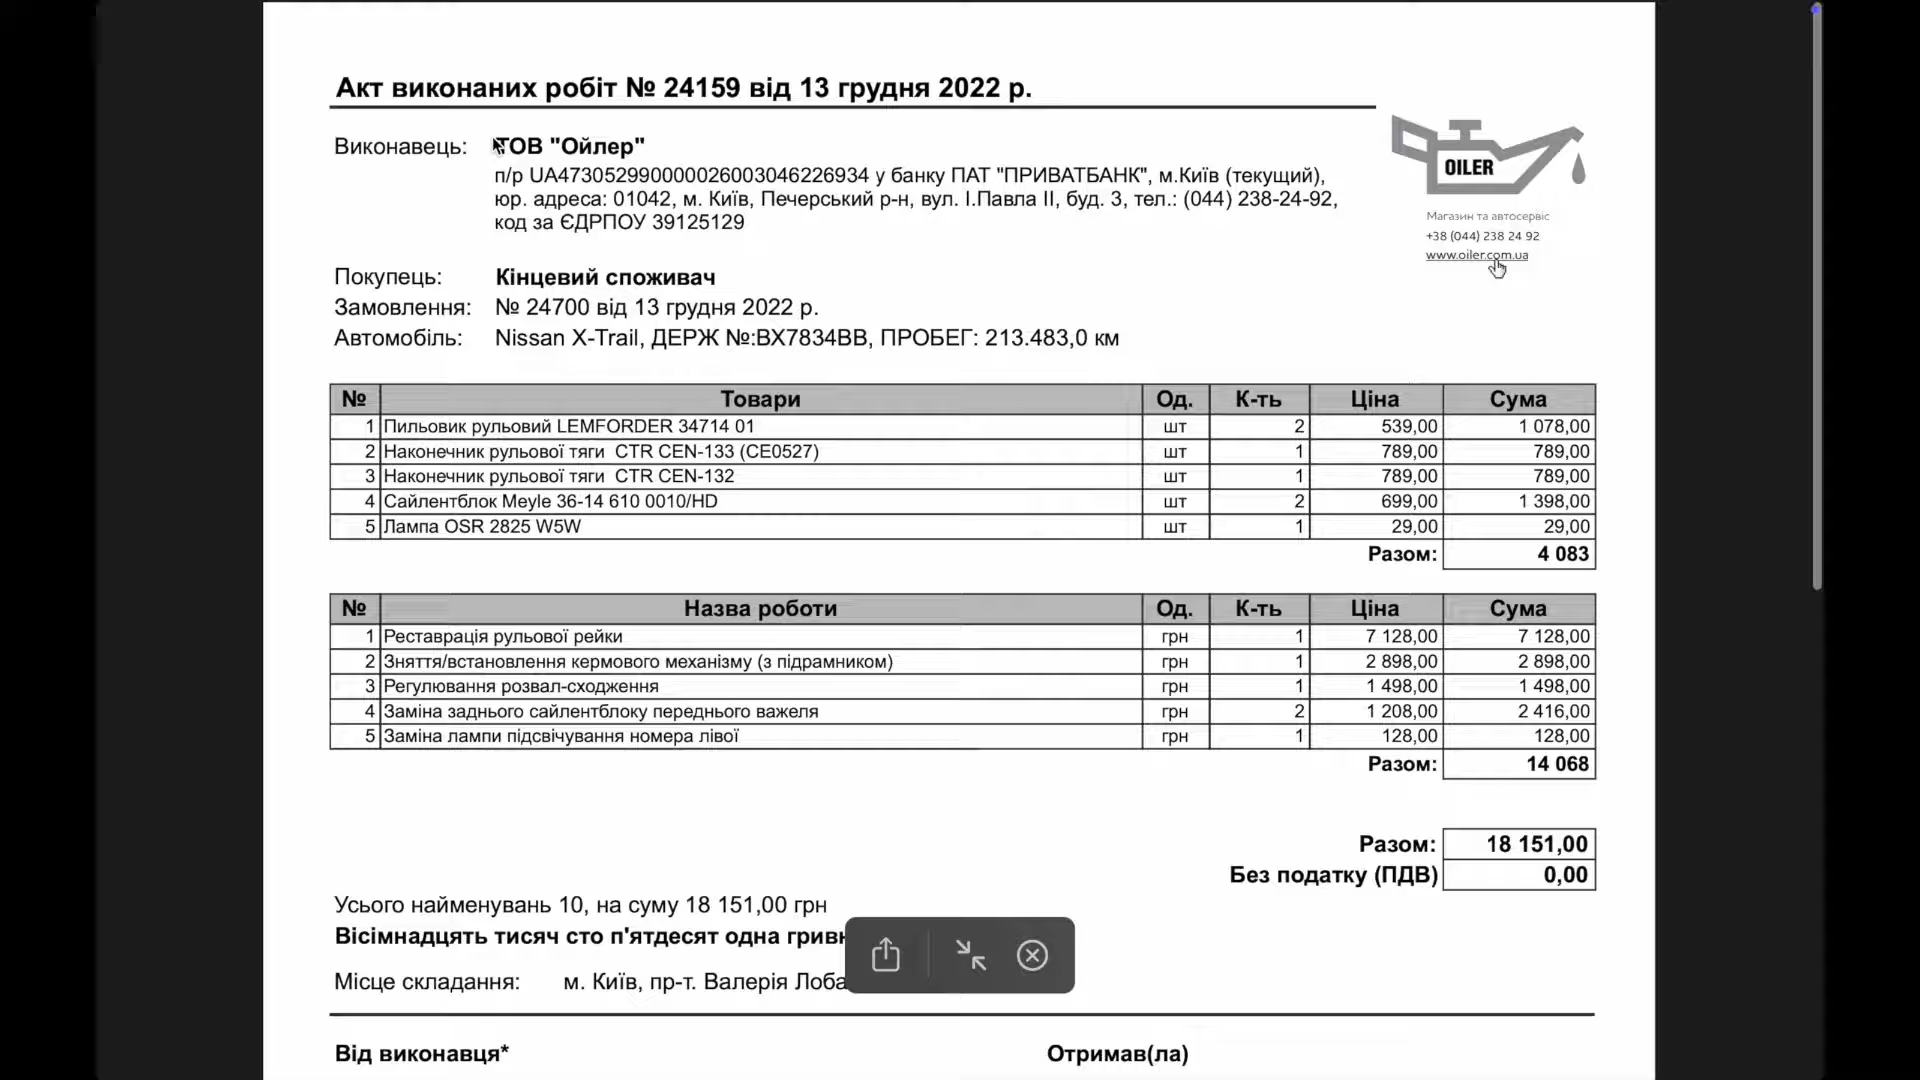 Акт виконаних робіт № 24159 від 13 грудня 2022 р.
Виконавець: ТОВ "Ойлер"
п/р UA473052990000026003046226934 у банку ПАТ "ПРИВАТБАНК", м.Київ (текущий),
юр. адреса: 01042, м. Київ, Печерський р-н, вул. І.Павла ІІ, буд. 3, тел.: (044) 238-24-92,
код за ЄДРПОУ 39125129
OILER
Магазин та автосервіс
+38 (044) 238 24 92
www.oiler.com.ua
Покупець: Кінцевий споживач
Замовлення: № 24700 від 13 грудня 2022 р.
Автомобіль: Nissan X-Trail, ДЕРЖ №:ВХ7834ВВ, ПРОБЕГ: 213.483,0 км
№ Товари Од. К-ть Ціна Сума
1 Пильовик рульовий LEMFORDER 34714 01 шт 2 539,00 1 078,00
2 Наконечник рульової тяги CTR CEN-133 (CE0527) шт 1 789,00 789,00
3 Наконечник рульової тяги CTR CEN-132 шт 1 789,00 789,00
4 Сайлентблок Meyle 36-14 610 0010/HD шт 2 699,00 1 398,00
5 Лампа OSR 2825 W5W шт 1 29,00 29,00
Разом: 4 083
№ Назва роботи Од. К-ть Ціна Сума
1 Реставрація рульової рейки грн 1 7 128,00 7 128,00
2 Зняття/встановлення кермового механізму (з підрамником) грн 1 2 898,00 2 898,00
3 Регулювання розвал-сходження грн 1 1 498,00 1 498,00
4 Заміна заднього сайлентблоку переднього важеля грн 2 1 208,00 2 416,00
5 Заміна лампи підсвічування номера лівої грн 1 128,00 128,00
Разом: 14 068
Разом: 18 151,00
Без податку (ПДВ) 0,00
Усього найменувань 10, на суму 18 151,00 грн
Вісімнадцять тисяч сто п'ятдесят одна
Місце складання: м. Київ, пр-т. Валерія
Від виконавця* Отримав(ла)